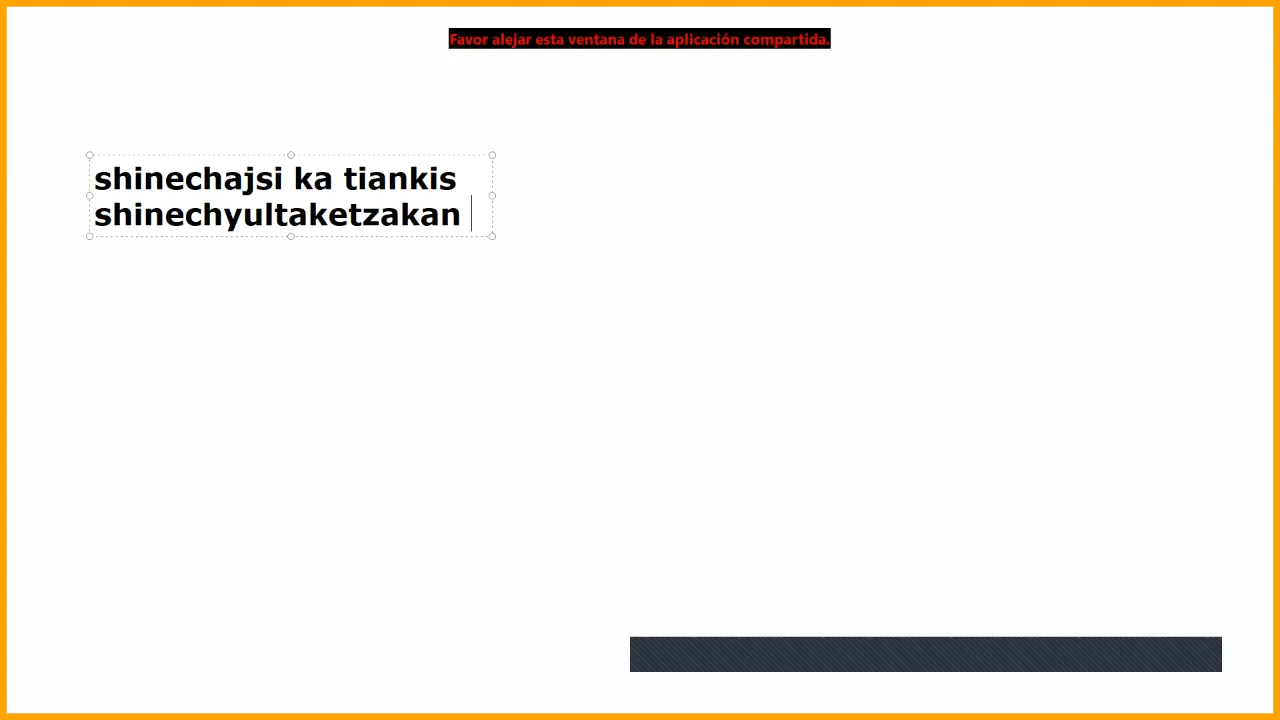 Favor alejar esta ventana de la aplicación compartida.
shinechajsi ka tiankis
shinechyultaketzakan